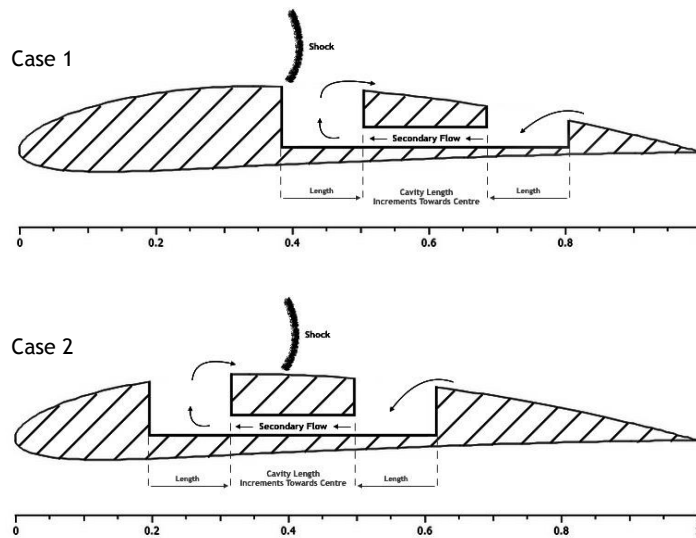 Case 1
Shock
Secondary Flow
Length
Cavity Length
Increments Towards Centre
Length
0 0.2 0.4 0.6 0.8
Case 2
Shock
Secondary Flow
Length
Cavity Length
Increments Towards Centre
Length
0 0.2 0.4 0.6 0.8